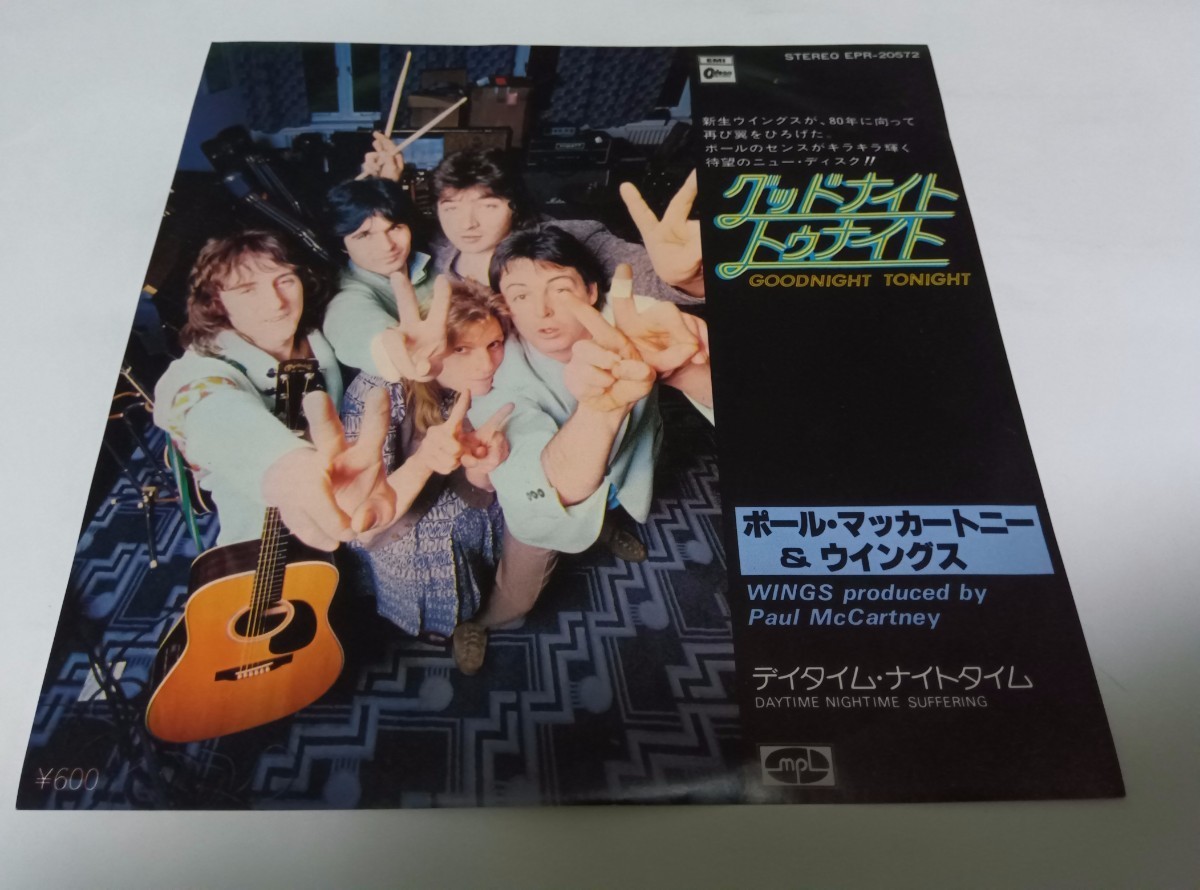 STEREO EPR-20572
EMI
Odeon
新生ウイングスが、80年に向って
再び翼をひろげた。
ポールのセンスがキラキラ輝く
待望のニュー・ディスク!!
グッドナイト
トゥナイト
GOODNIGHT TONIGHT
ポール・マッカートニー
& ウイングス
WINGS produced by
Paul McCartney
デイタイム・ナイトタイム
DAYTIME NIGHTIME SUFFERING
mpl
¥600